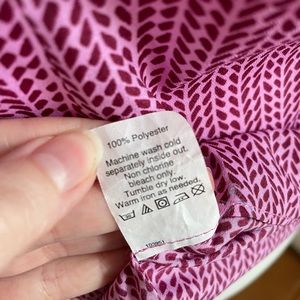 100% Polyester
Machine wash cold
separately inside out.
Non chlorine
bleach only.
Tumble dry low.
Warm iron as needed.